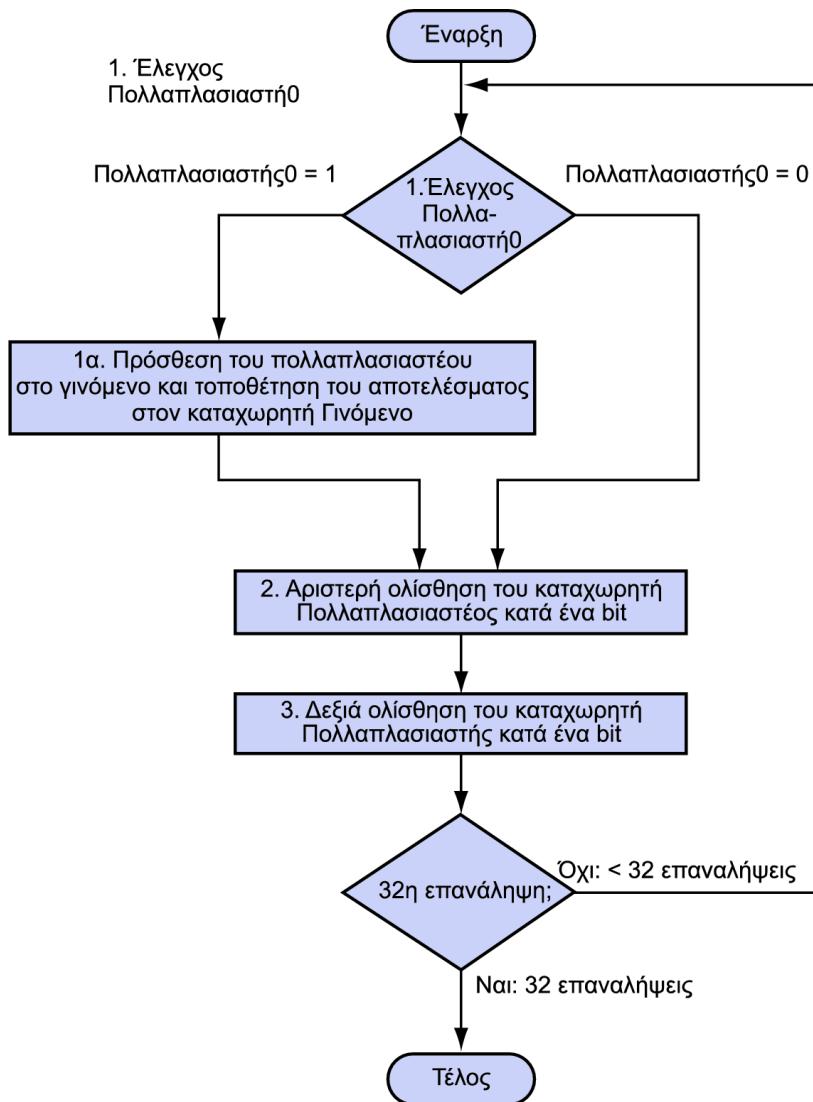 Έναρξη
1. Έλεγχος
Πολλαπλασιαστή0
Πολλαπλασιαστής0 = 1
Πολλαπλασιαστής0 = 0
1.Έλεγχος
Πολλα-
πλασιαστή0
1α. Πρόσθεση του πολλαπλασιαστέου
στο γινόμενο και τοποθέτηση του αποτελέσματος
στον καταχωρητή Γινόμενο
2. Αριστερή ολίσθηση του καταχωρητή
Πολλαπλασιαστέος κατά ένα bit
3. Δεξιά ολίσθηση του καταχωρητή
Πολλαπλασιαστής κατά ένα bit
32η επανάληψη;
Όχι: < 32 επαναλήψεις
Ναι: 32 επαναλήψεις
Τέλος